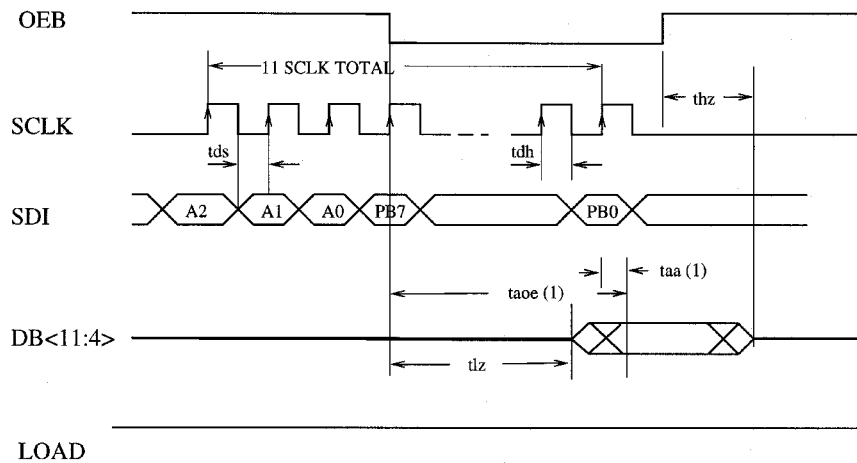 OEB
11 SCLK TOTAL
thz
SCLK
tds
tdh
SDI
A2
A1
A0
PB7
PB0
taa (1)
taoe (1)
DB<11:4>
tlz
LOAD